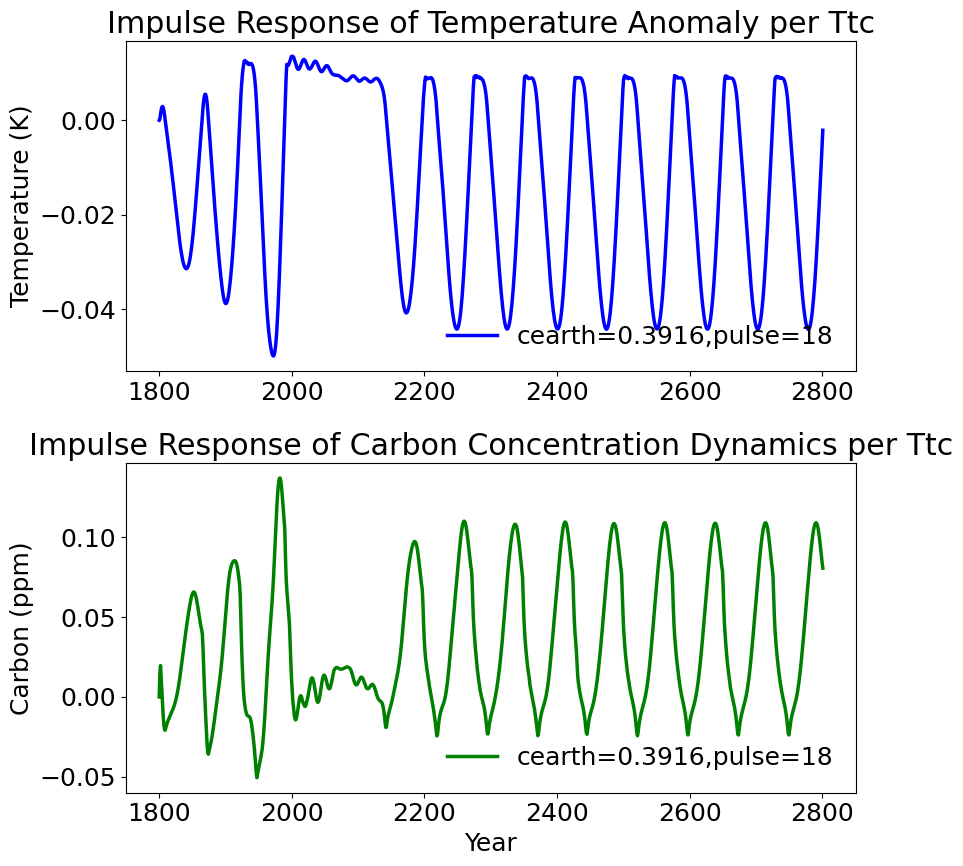 Impulse Response of Temperature Anomaly per Ttc
Temperature (K)
0.00
−0.02
−0.04
cearth=0.3916,pulse=18
1800 2000 2200 2400 2600 2800
Impulse Response of Carbon Concentration Dynamics per Ttc
Carbon (ppm)
0.10
0.05
0.00
−0.05
cearth=0.3916,pulse=18
1800 2000 2200 2400 2600 2800
Year